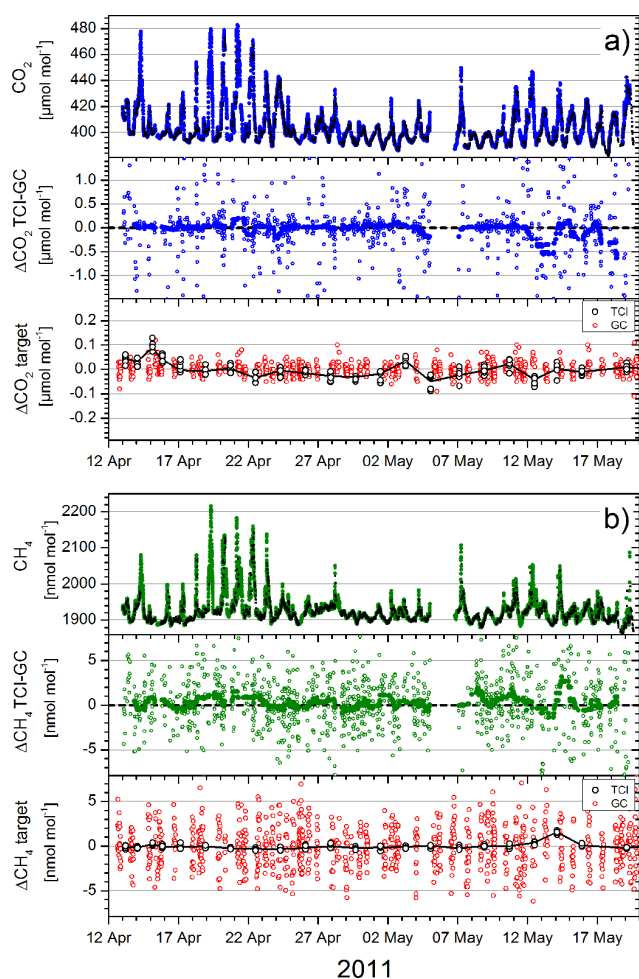 a)
CO2
[µmol mol-1]
480
460
440
420
400
ΔCO2 TCI-GC
[µmol mol-1]
1.0
0.5
0.0
-0.5
-1.0
ΔCO2 target
[µmol mol-1]
0.2
0.1
0.0
-0.1
-0.2
TCI
GC
12 Apr 17 Apr 22 Apr 27 Apr 02 May 07 May 12 May 17 May
b)
CH4
[nmol mol-1]
2200
2100
2000
1900
ΔCH4 TCI-GC
[nmol mol-1]
5
0
-5
ΔCH4 target
[nmol mol-1]
5
0
-5
TCI
GC
12 Apr 17 Apr 22 Apr 27 Apr 02 May 07 May 12 May 17 May
2011